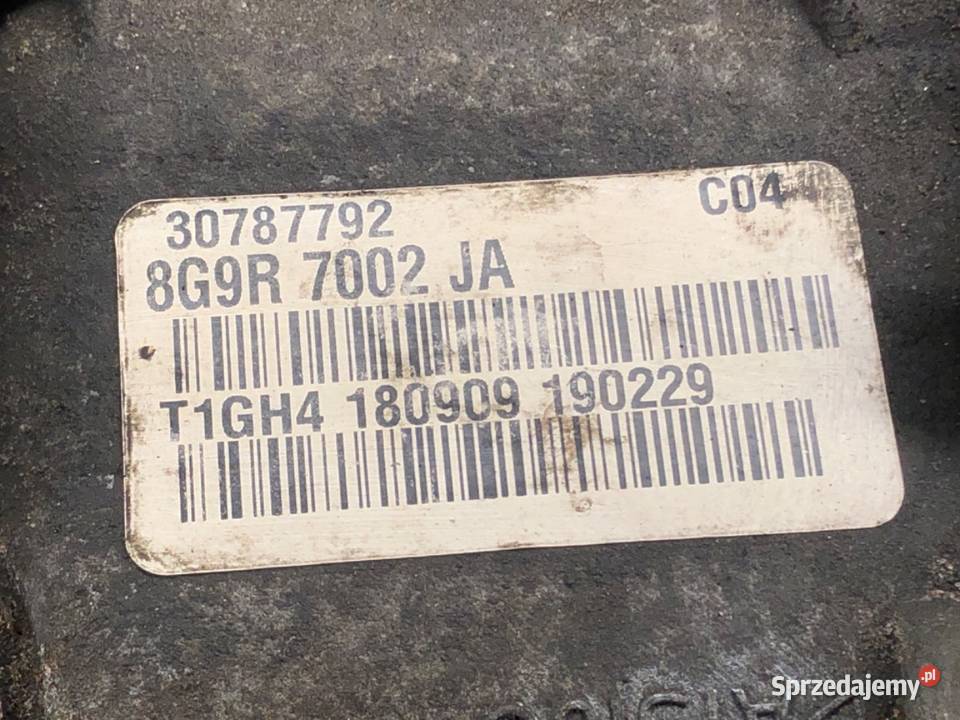 30787792 C04
8G9R 7002 JA
T1GH4 180909 190229
Sprzedajemy.pl